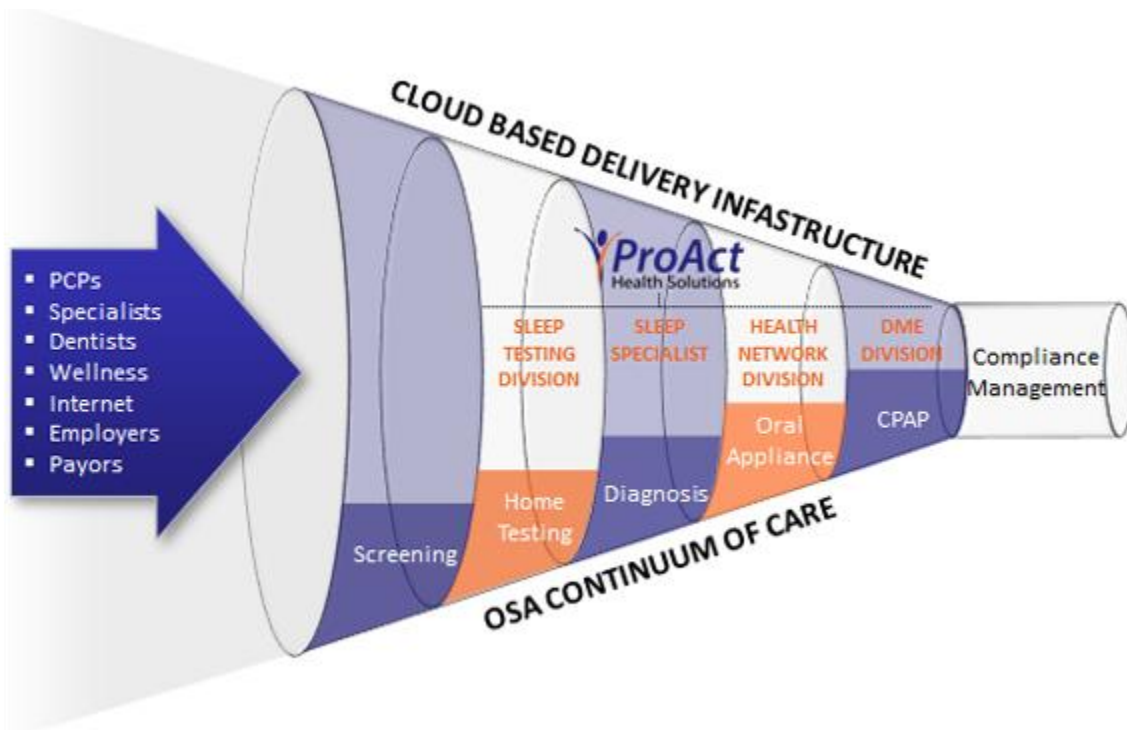 CLOUD BASED DELIVERY INFASTRUCTURE
ProAct
Health Solutions
▪ PCPs
▪ Specialists
▪ Dentists
▪ Wellness
▪ Internet
▪ Employers
▪ Payors
SLEEP
TESTING
DIVISION
SLEEP
SPECIALIST
HEALTH
NETWORK
DIVISION
DME
DIVISION
Compliance
Management
Screening
Home
Testing
Diagnosis
Oral
Appliance
CPAP
OSA CONTINUUM OF CARE